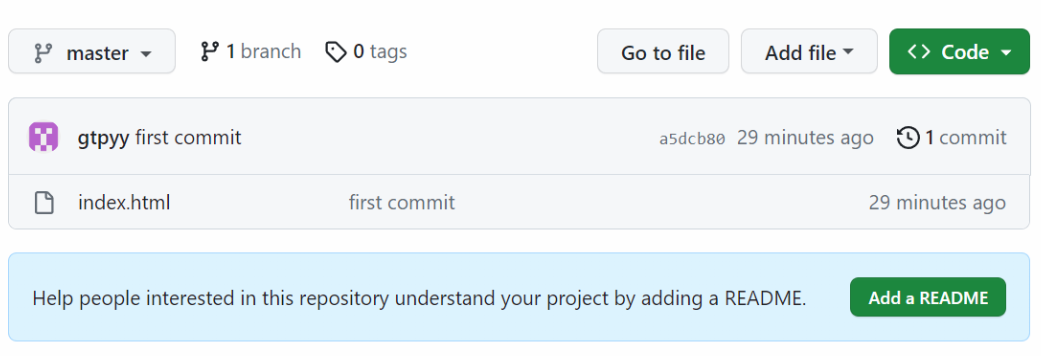 master 1 branch 0 tags Go to file Add file Code
gtpyy first commit a5dcb80 29 minutes ago 1 commit
index.html first commit 29 minutes ago
Help people interested in this repository understand your project by adding a README. Add a README